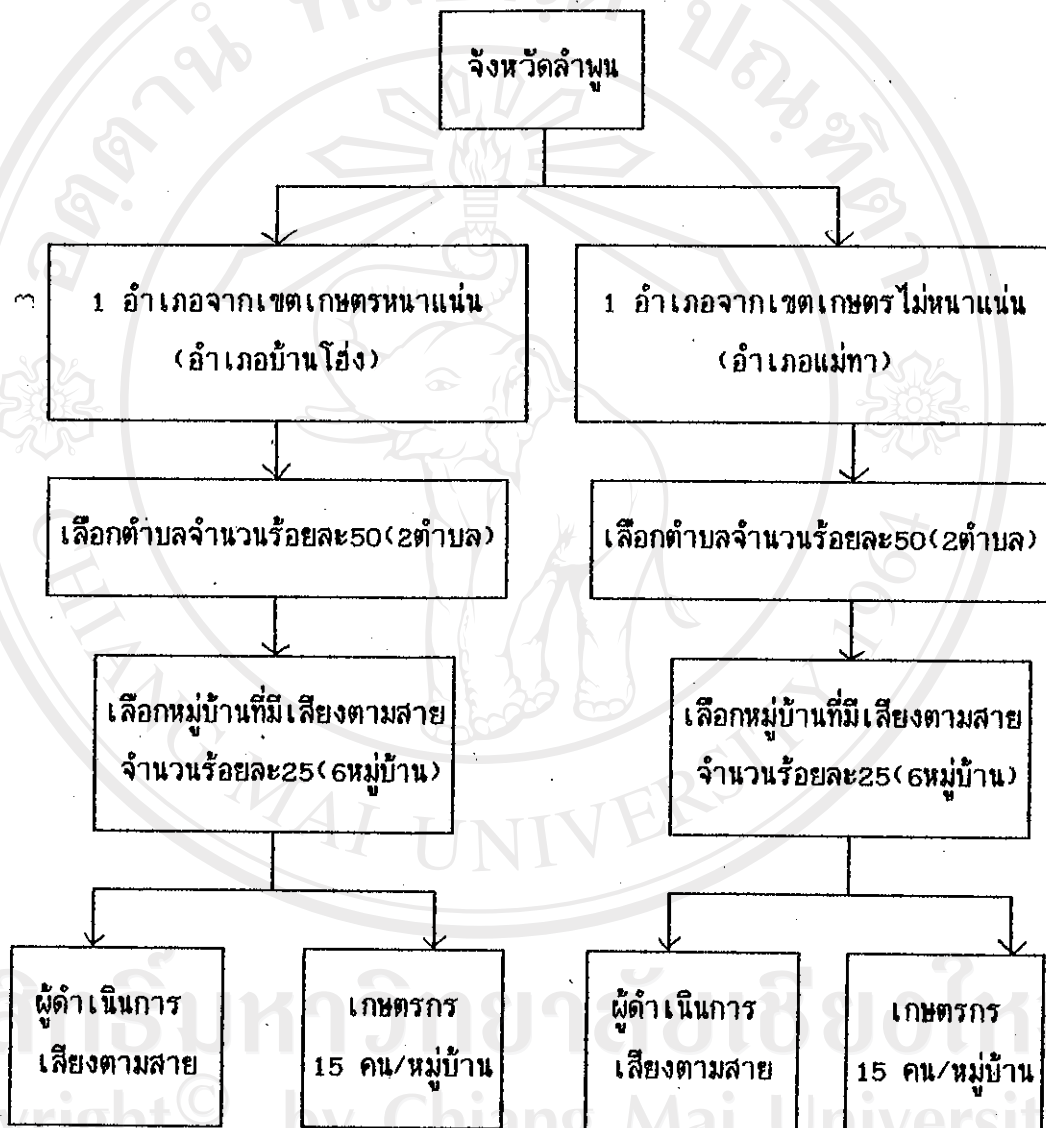 จังหวัดลำพูน
1 อำเภอจากเขตเกษตรหนาแน่น
(อำเภอบ้านโฮ่ง)
1 อำเภอจากเขตเกษตรไม่หนาแน่น
(อำเภอแม่ทา)
เลือกตำบลจำนวนร้อยละ50(2ตำบล)
เลือกตำบลจำนวนร้อยละ50(2ตำบล)
เลือกหมู่บ้านที่มีเสียงตามสาย
จำนวนร้อยละ25(6หมู่บ้าน)
เลือกหมู่บ้านที่มีเสียงตามสาย
จำนวนร้อยละ25(6หมู่บ้าน)
ผู้ดำเนินการ
เสียงตามสาย
เกษตรกร
15 คน/หมู่บ้าน
ผู้ดำเนินการ
เสียงตามสาย
เกษตรกร
15 คน/หมู่บ้าน
CHIANG MAI UNIVERSITY 1964
by Chiang Mai